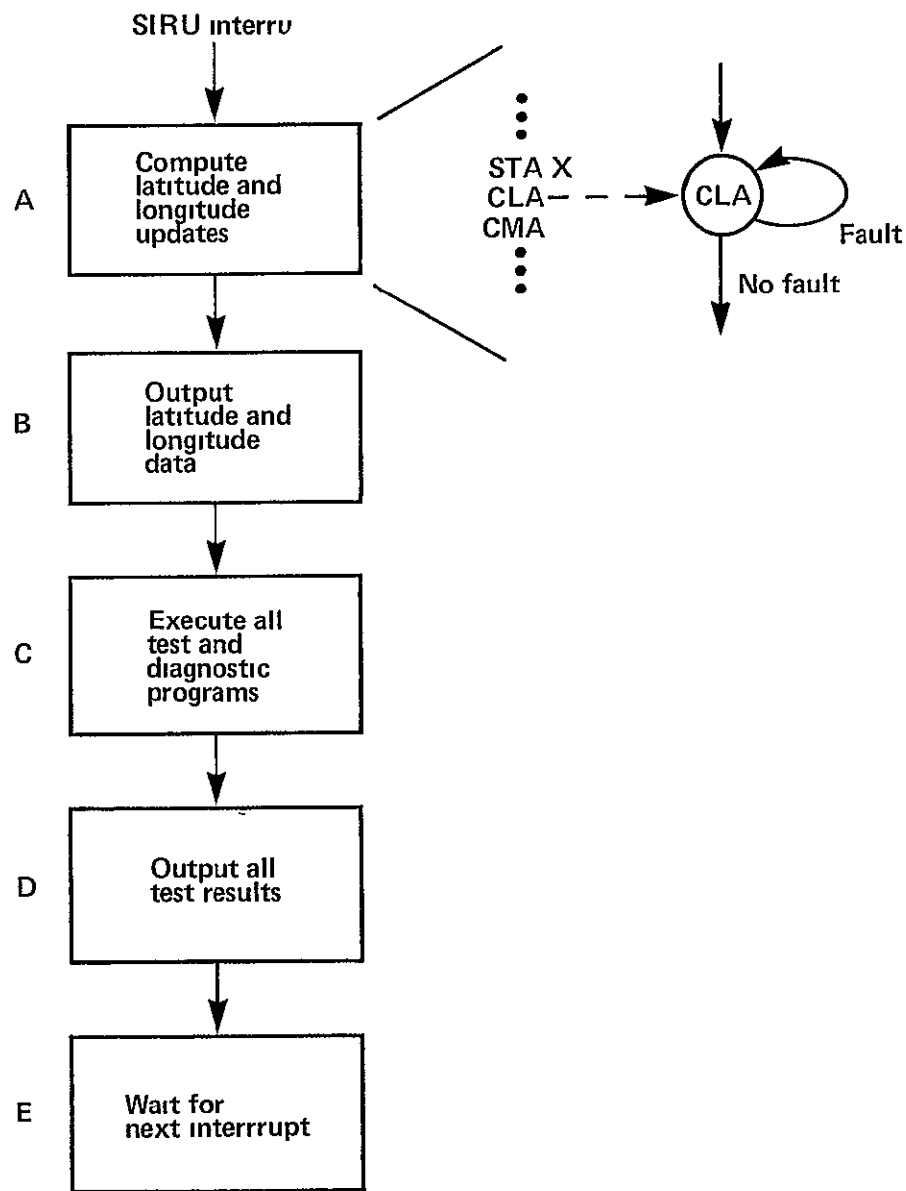 SIRU interru
A
Compute
latitude and
longitude
updates
STA X
CLA
CMA
CLA
Fault
No fault
B
Output
latitude and
longitude
data
C
Execute all
test and
diagnostic
programs
D
Output all
test results
E
Wait for
next interrrupt